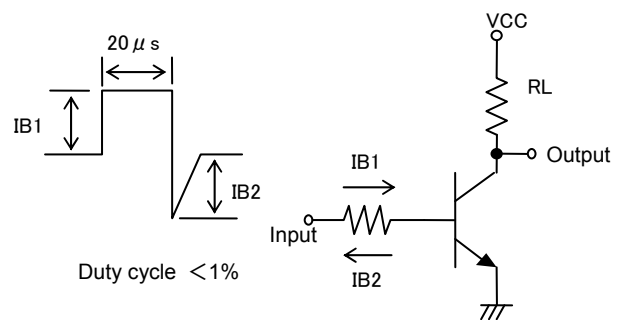 20μs
IB1
IB2
Duty cycle <1%
VCC
RL
Output
IB1
Input
IB2